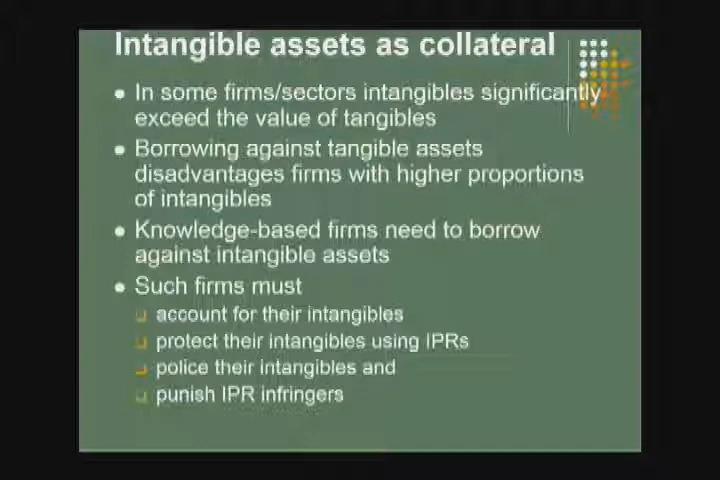 Intangible assets as collateral
In some firms/sectors intangibles significantly
exceed the value of tangibles
Borrowing against tangible assets
disadvantages firms with higher proportions
of intangibles
Knowledge-based firms need to borrow
against intangible assets
Such firms must
account for their intangibles
protect their intangibles using IPRs
police their intangibles and
punish IPR infringers